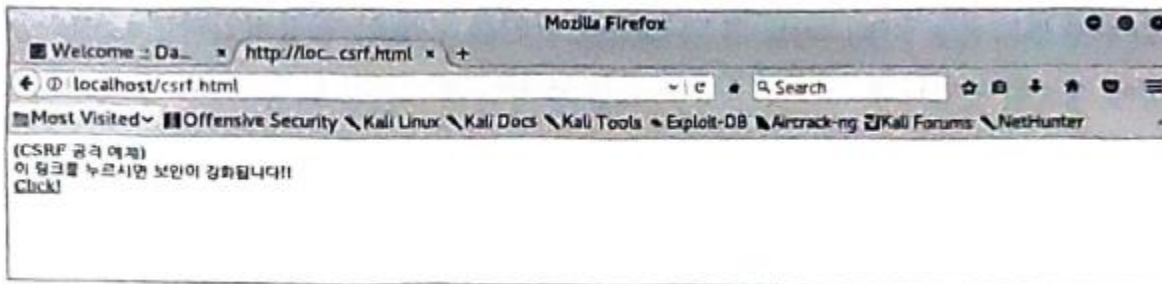 Mozilla Firefox
Welcome :: Da... × http://loc...csrf.html × +
localhost/csrf.html Search
Most Visited Offensive Security Kali Linux Kali Docs Kali Tools Exploit-DB Aircrack-ng Kali Forums NetHunter
(CSRF 공격 예제)
이 링크를 누르시면 보안이 강화됩니다!!
Click!